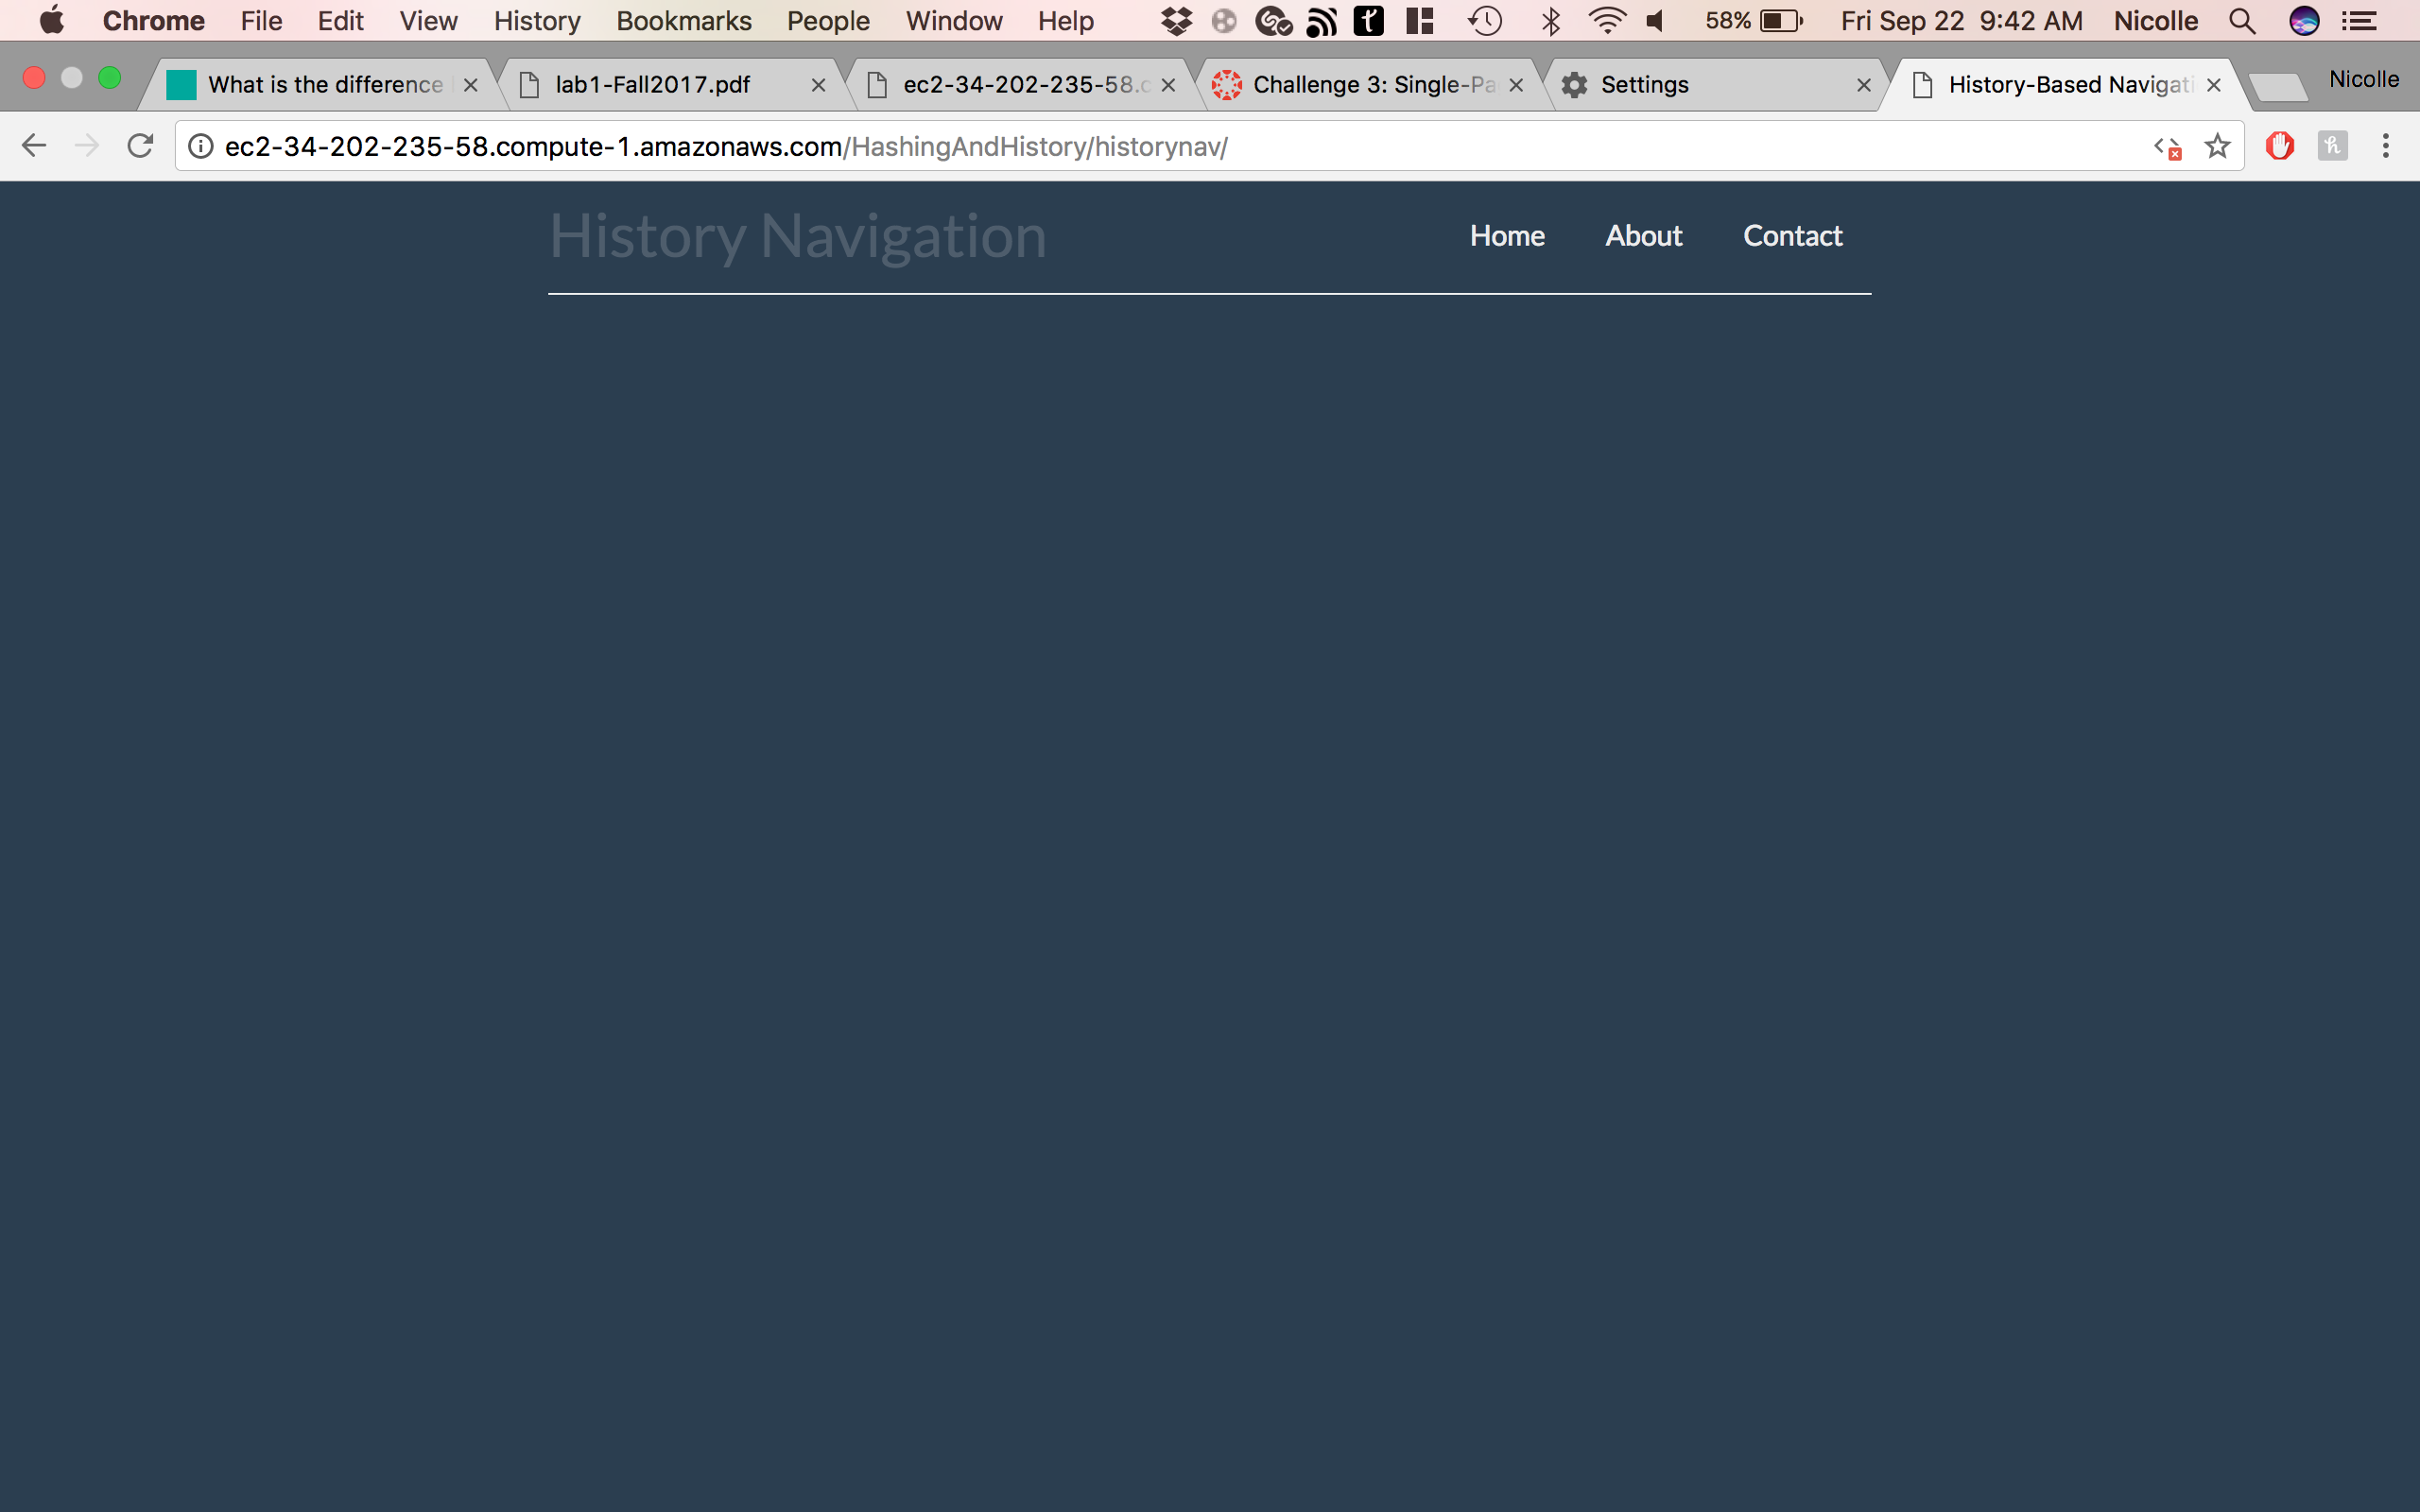 Chrome File Edit View History Bookmarks People Window Help 58% Fri Sep 22 9:42 AM Nicolle
What is the difference lab1-Fall2017.pdf ec2-34-202-235-58.c Challenge 3: Single-Pa Settings History-Based Navigati Nicolle
ec2-34-202-235-58.compute-1.amazonaws.com/HashingAndHistory/historynav/
History Navigation Home About Contact